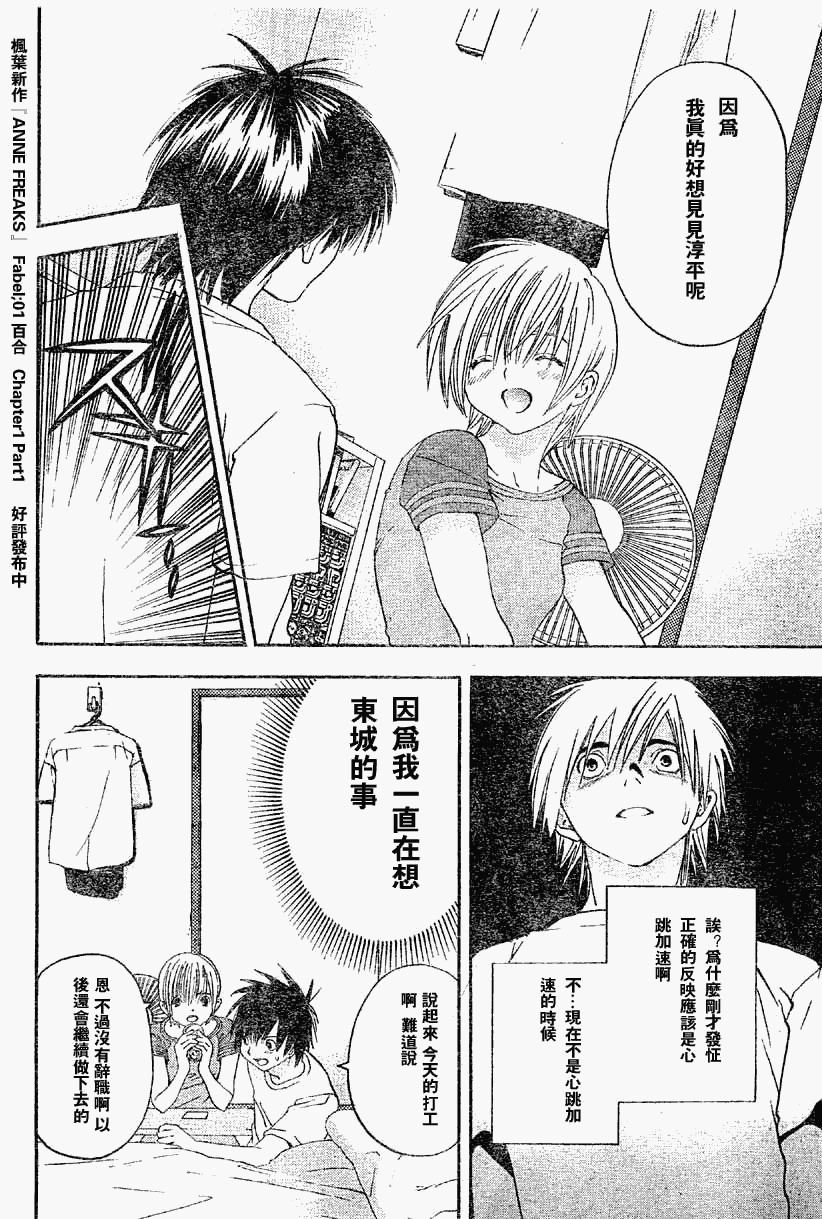 因爲
我眞的好想見見淳平呢
ズキッ
誒?爲什麼剛才發怔
正確的反映應該是心
跳加速啊
不…現在不是心跳加
速的時候
因爲我一直在想
東城的事
說起來 今天的打工
啊 難道說
恩 不過沒有辭職啊 以
後還會繼續做下去的
楓葉新作『ANNE FREAKS』 Fabel;01 百合 Chapter1 Part1 好評發布中